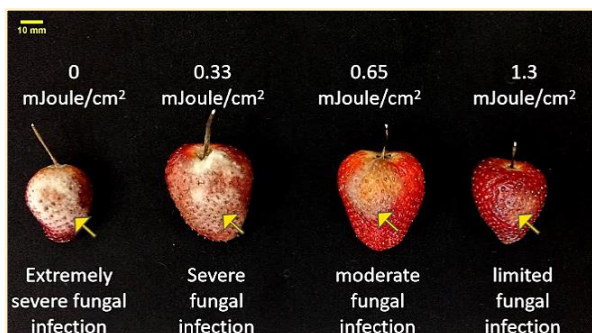 10 mm
0
mJoule/cm²
0.33
mJoule/cm²
0.65
mJoule/cm²
1.3
mJoule/cm²
Extremely
severe fungal
infection
Severe
fungal
infection
moderate
fungal
infection
limited
fungal
infection